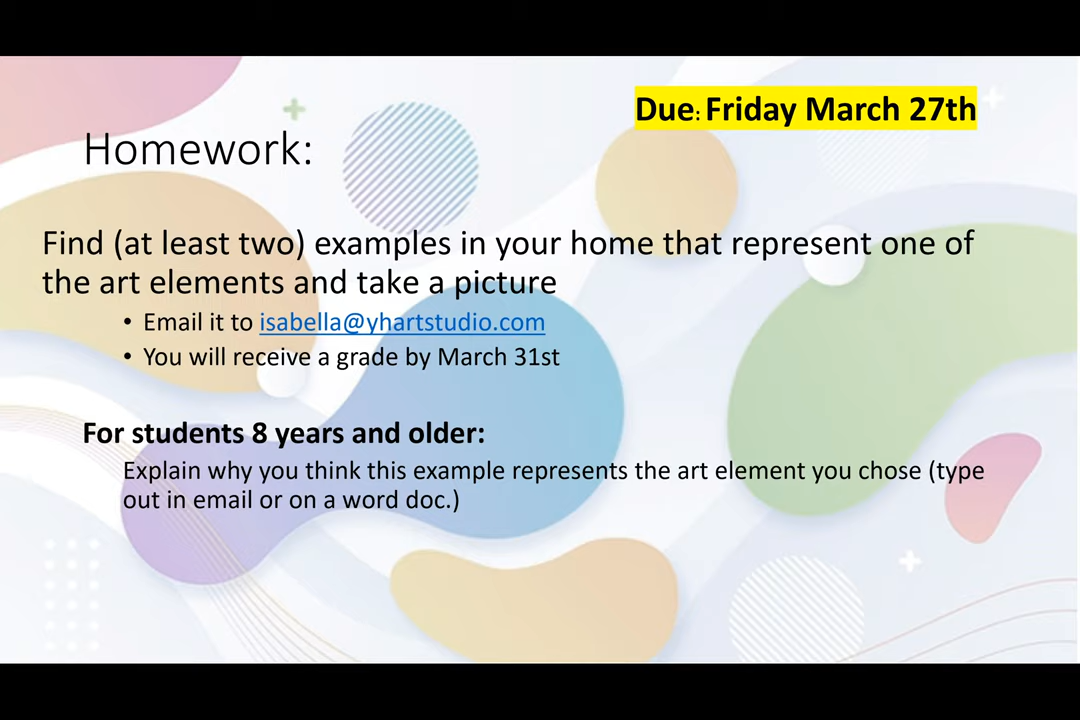 Due: Friday March 27th
Homework:
Find (at least two) examples in your home that represent one of
the art elements and take a picture
• Email it to isabella@yhartstudio.com
• You will receive a grade by March 31st
For students 8 years and older:
Explain why you think this example represents the art element you chose (type
out in email or on a word doc.)